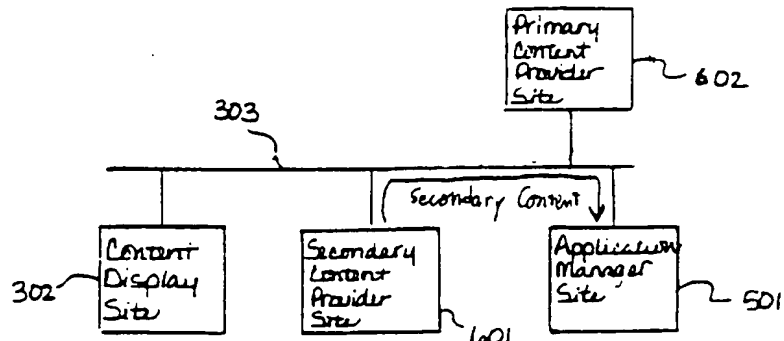 Primary
Content
Provider
Site
602
303
Secondary Content
Content
Display
Site
302
Secondary
Content
Provider
Site
601
Application
Manager
Site
501